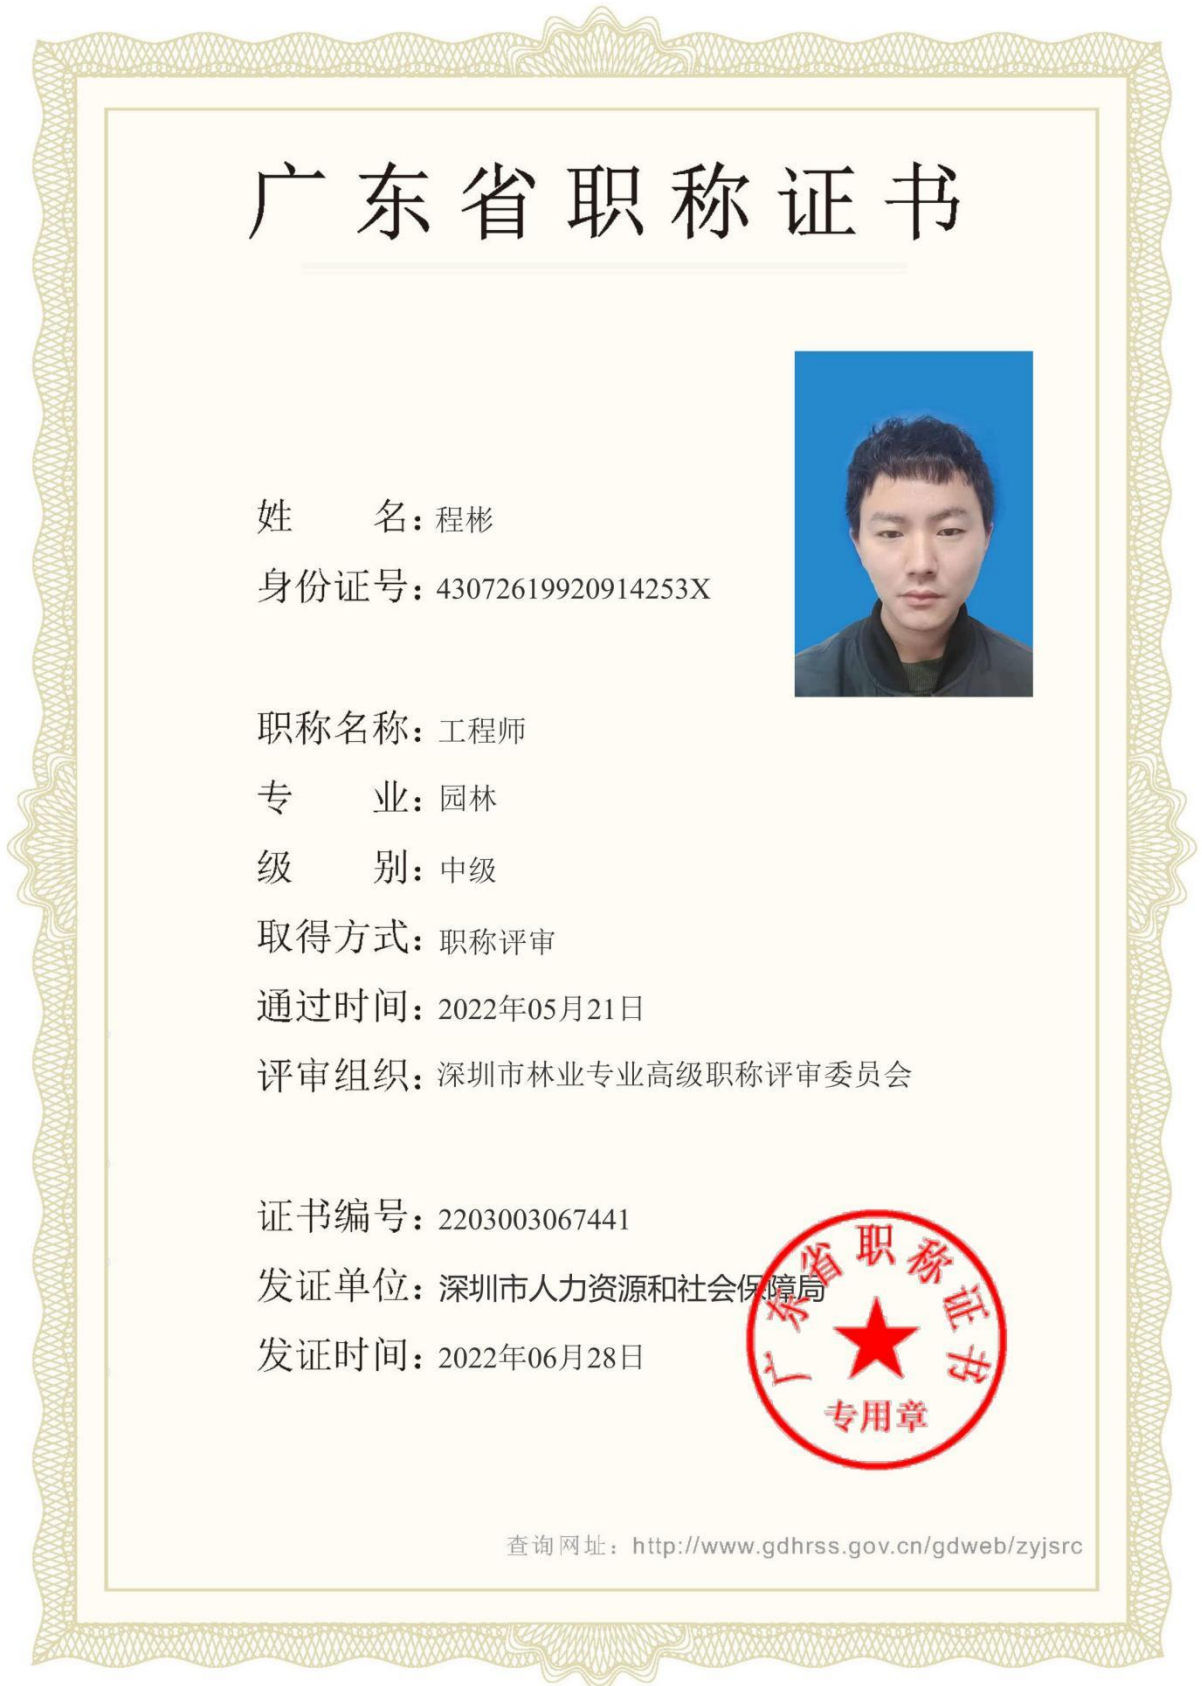 广东省职称证书
姓 名：程彬
身份证号：43072619920914253X
职称名称：工程师
专 业：园林
级 别：中级
取得方式：职称评审
通过时间：2022年05月21日
评审组织：深圳市林业专业高级职称评审委员会
证书编号：2203003067441
发证单位：深圳市人力资源和社会保障局
发证时间：2022年06月28日
广东省职称证书
专用章
查询网址：http://www.gdhrss.gov.cn/gdweb/zyjsrc